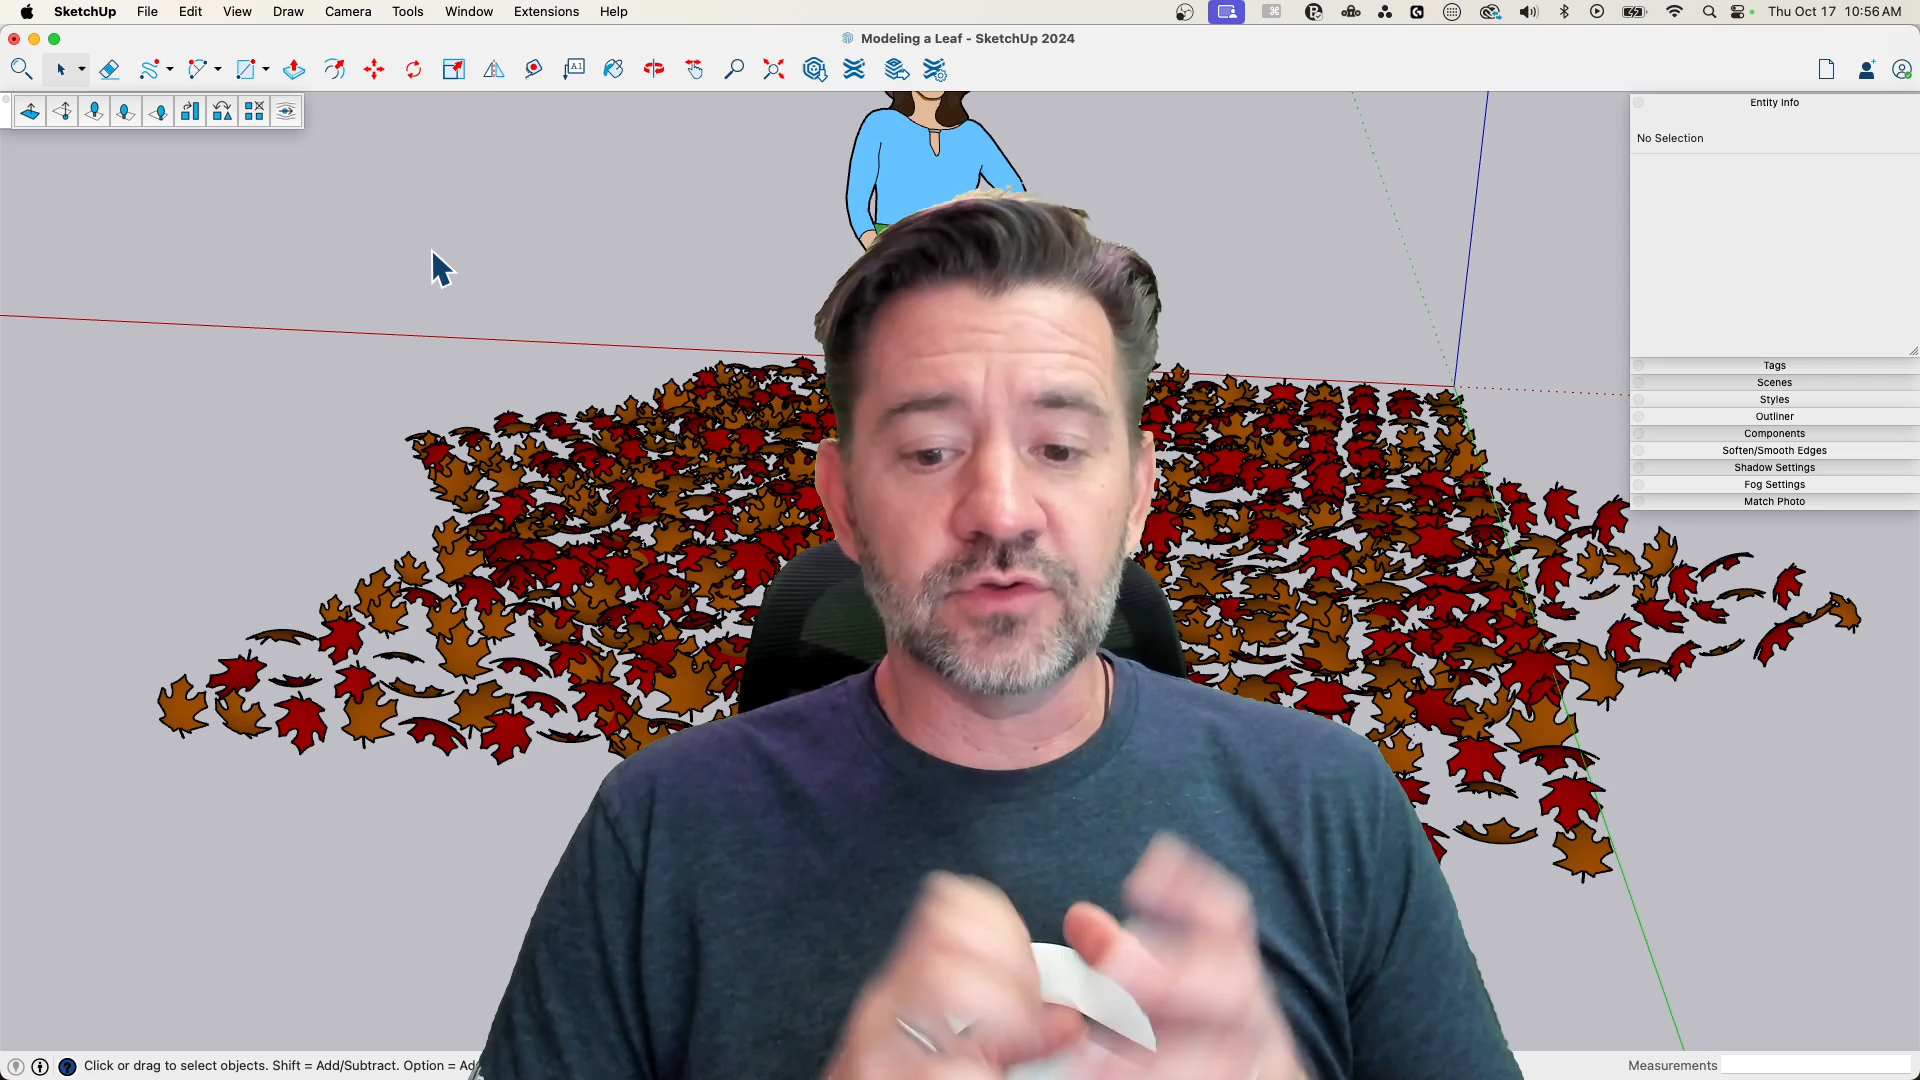 SketchUp File Edit View Draw Camera Tools Window Extensions Help Thu Oct 17 10:56 AM
Modeling a Leaf - SketchUp 2024
A1
Entity Info
No Selection
Tags
Scenes
Styles
Outliner
Components
Soften/Smooth Edges
Shadow Settings
Fog Settings
Match Photo
Click or drag to select objects. Shift = Add/Subtract. Option = Ad
Measurements